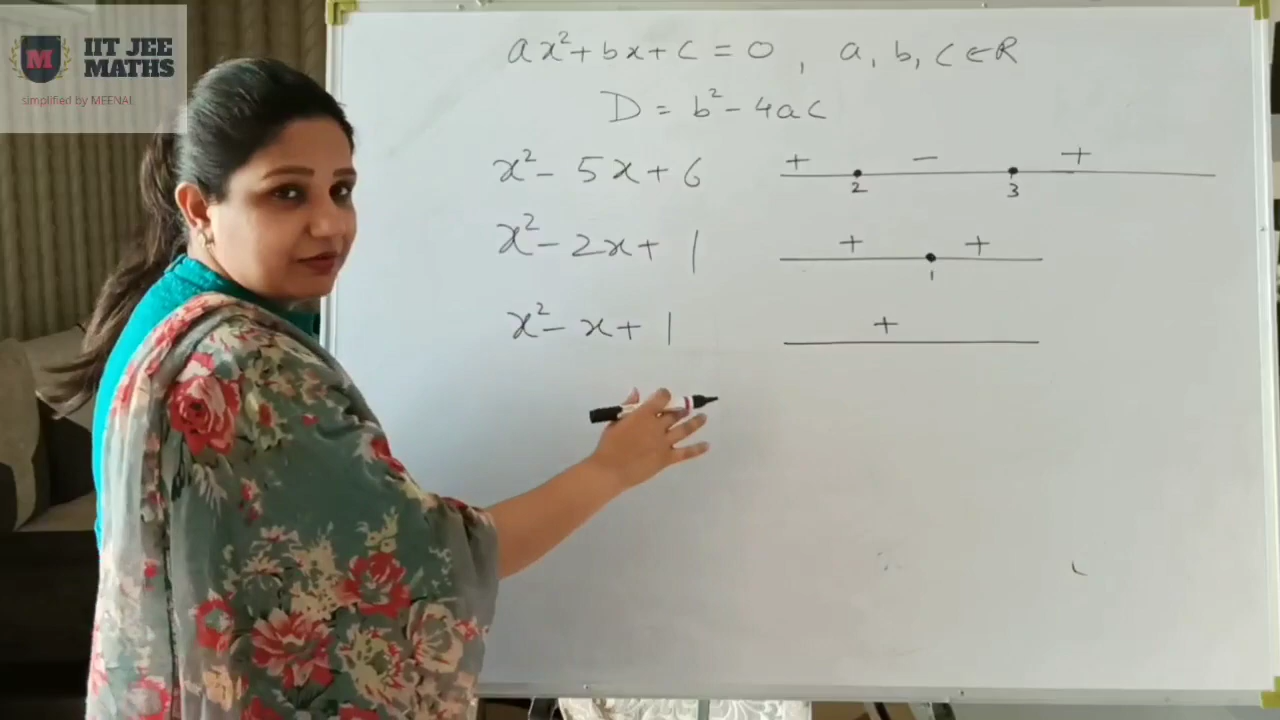 IIT JEE
MATHS
simplified by MEENAL
M
ax²+bx+c = 0 , a, b, c ∈ R
D = b² - 4ac
x² - 5x + 6
+ - +
2 3
x² - 2x + 1
+ +
1
x² - x + 1
+